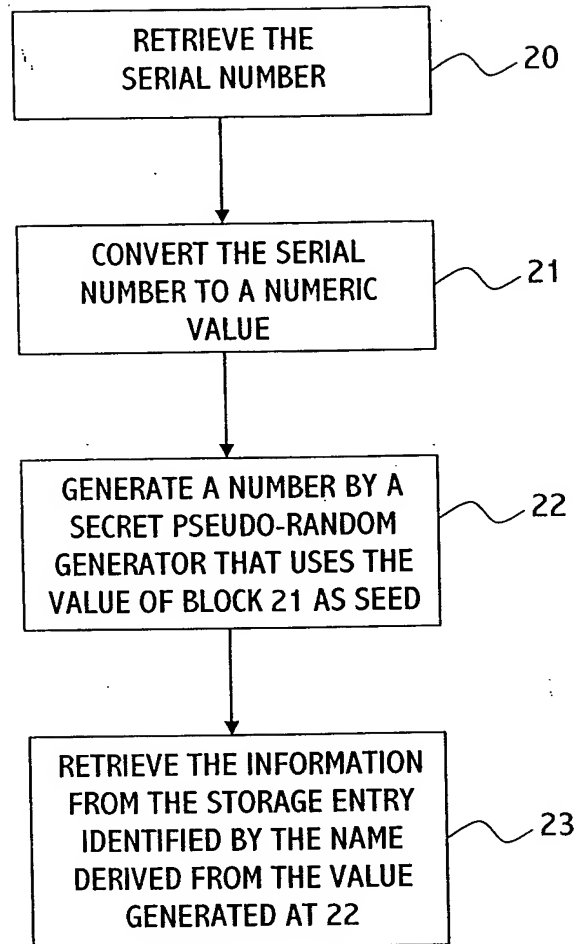 RETRIEVE THE
SERIAL NUMBER
20
CONVERT THE SERIAL
NUMBER TO A NUMERIC
VALUE
21
GENERATE A NUMBER BY A
SECRET PSEUDO-RANDOM
GENERATOR THAT USES THE
VALUE OF BLOCK 21 AS SEED
22
RETRIEVE THE INFORMATION
FROM THE STORAGE ENTRY
IDENTIFIED BY THE NAME
DERIVED FROM THE VALUE
GENERATED AT 22
23